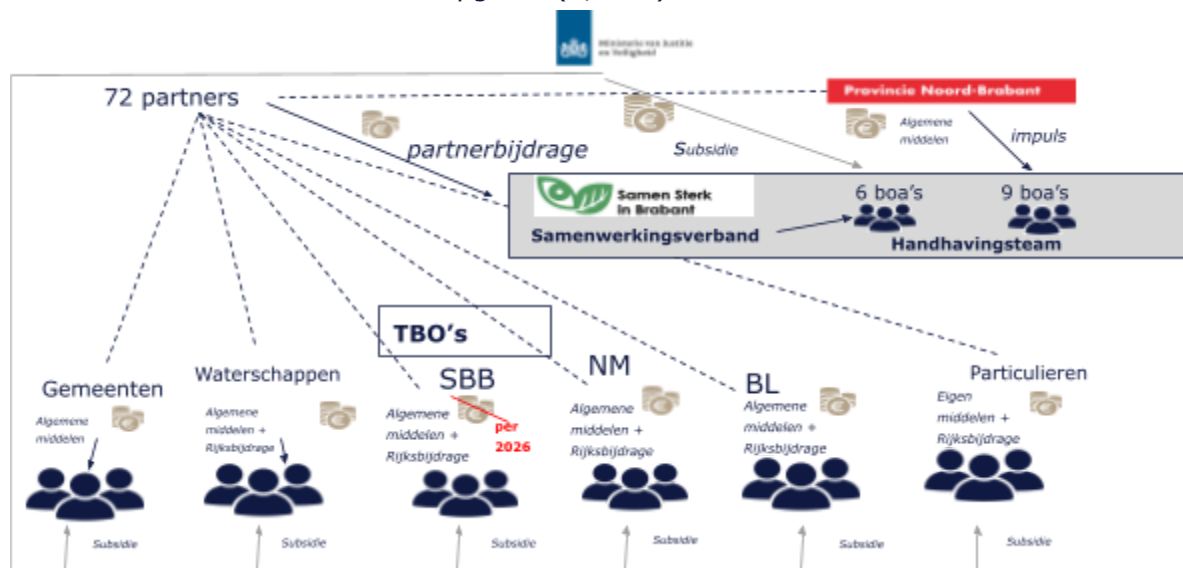 Ministerie van Justitie
en Veiligheid
72 partners
Provincie Noord-Brabant
Algemene
middelen
impuls
partnerbijdrage
Subsidie
Samen Sterk
in Brabant
6 boa's
9 boa's
Samenwerkingsverband
Handhavingsteam
TBO's
Gemeenten
Waterschappen
SBB
NM
BL
Particulieren
Algemene
middelen
Algemene
middelen +
Rijksbijdrage
Algemene
middelen +
Rijksbijdrage
per
2026
Algemene
middelen +
Rijksbijdrage
Algemene
middelen +
Rijksbijdrage
Eigen
middelen +
Rijksbijdrage
Subsidie
Subsidie
Subsidie
Subsidie
Subsidie
Subsidie